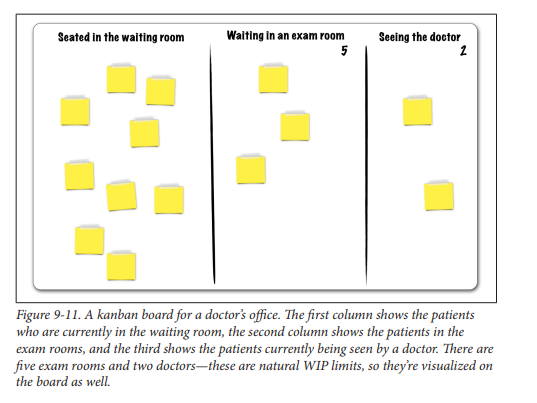 Seated in the waiting room
Waiting in an exam room
5
Seeing the doctor
2
Figure 9-11. A kanban board for a doctor's office. The first column shows the patients
who are currently in the waiting room, the second column shows the patients in the
exam rooms, and the third shows the patients currently being seen by a doctor. There are
five exam rooms and two doctors—these are natural WIP limits, so they're visualized on
the board as well.